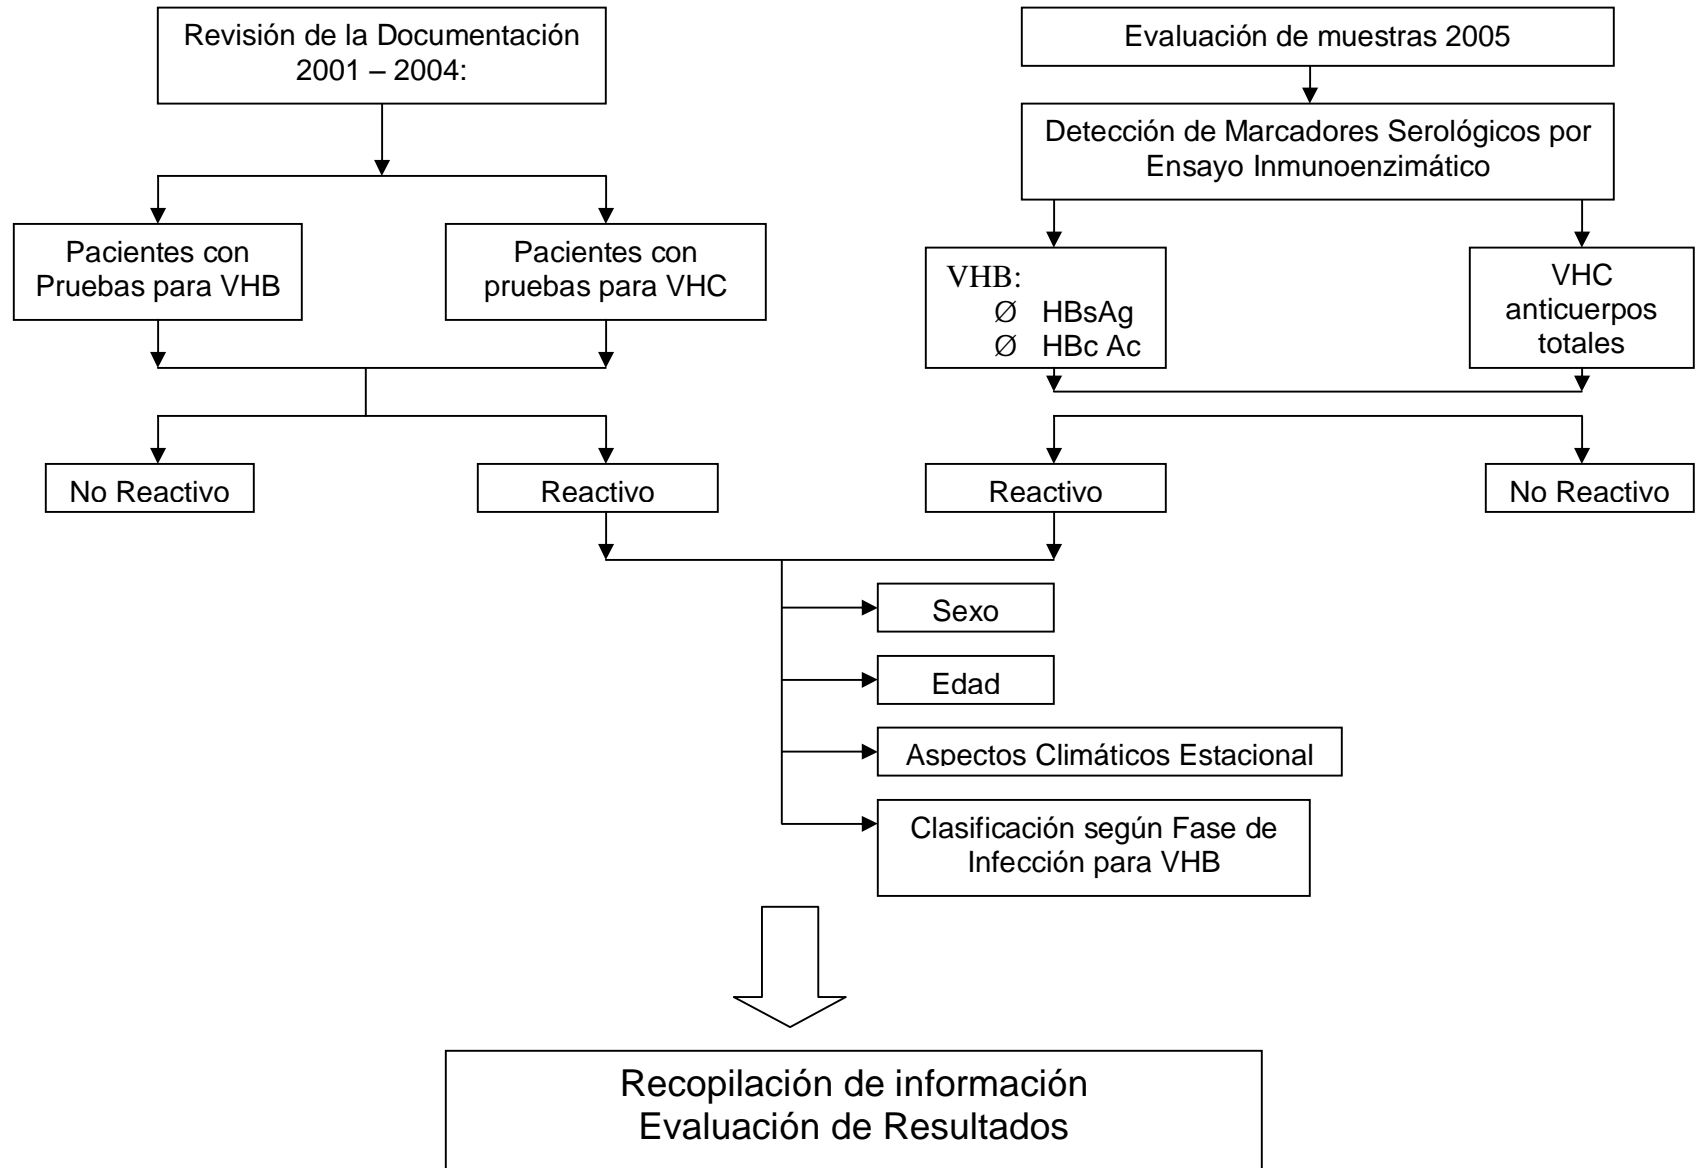 Revisión de la Documentación
2001 – 2004:
Evaluación de muestras 2005
Detección de Marcadores Serológicos por
Ensayo Inmunoenzimático
Pacientes con
Pruebas para VHB
Pacientes con
pruebas para VHC
VHB:
Ø HBsAg
Ø HBc Ac
VHC
anticuerpos
totales
No Reactivo
Reactivo
Reactivo
No Reactivo
Sexo
Edad
Aspectos Climáticos Estacional
Clasificación según Fase de
Infección para VHB
Recopilación de información
Evaluación de Resultados